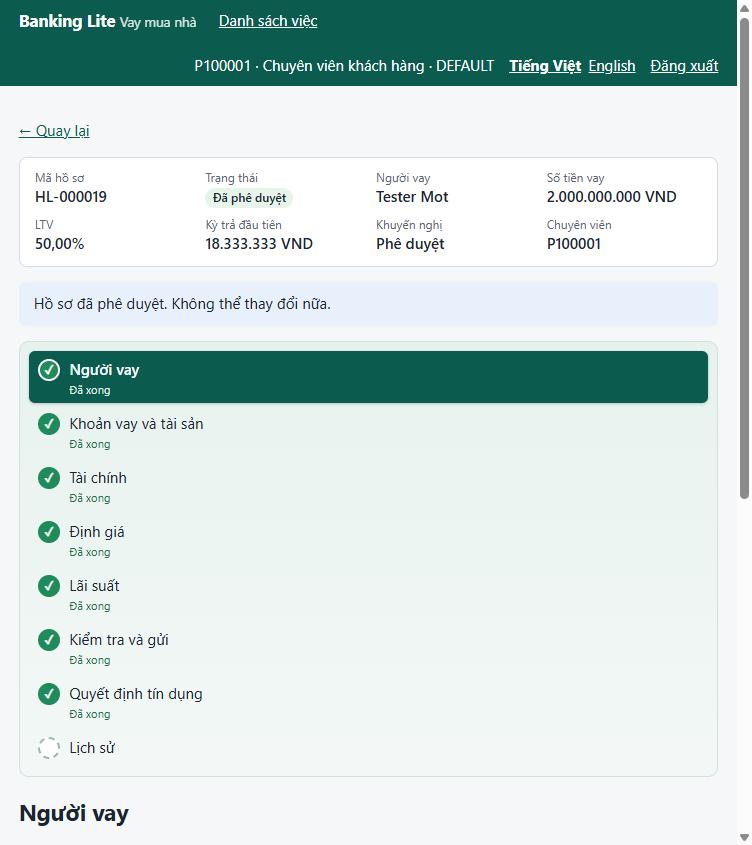 Banking Lite Vay mua nhà Danh sách việc
P100001 · Chuyên viên khách hàng · DEFAULT Tiếng Việt English Đăng xuất
← Quay lại
Mã hồ sơ Trạng thái Người vay Số tiền vay
HL-000019 Đã phê duyệt Tester Mot 2.000.000.000 VND
LTV Kỳ trả đầu tiên Khuyến nghị Chuyên viên
50,00% 18.333.333 VND Phê duyệt P100001
Hồ sơ đã phê duyệt. Không thể thay đổi nữa.
Người vay
Đã xong
Khoản vay và tài sản
Đã xong
Tài chính
Đã xong
Định giá
Đã xong
Lãi suất
Đã xong
Kiểm tra và gửi
Đã xong
Quyết định tín dụng
Đã xong
Lịch sử
Người vay